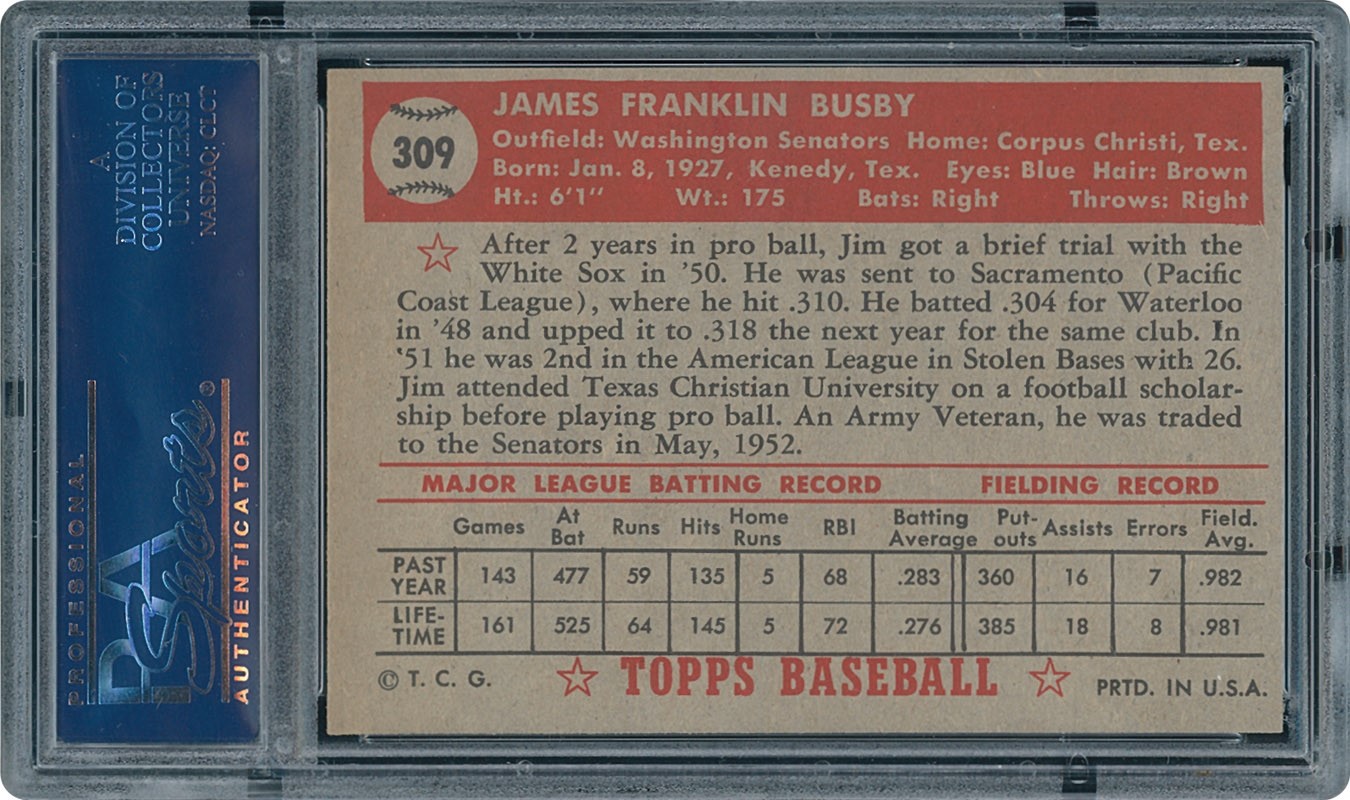 A
DIVISION OF
COLLECTORS
UNIVERSE
NASDAQ: CLCT
PROFESSIONAL
PSA
Sports
AUTHENTICATOR
309
JAMES FRANKLIN BUSBY
Outfield: Washington Senators Home: Corpus Christi, Tex.
Born: Jan. 8, 1927, Kenedy, Tex. Eyes: Blue Hair: Brown
Ht.: 6'1" Wt.: 175 Bats: Right Throws: Right
After 2 years in pro ball, Jim got a brief trial with the
White Sox in '50. He was sent to Sacramento (Pacific
Coast League), where he hit .310. He batted .304 for Waterloo
in '48 and upped it to .318 the next year for the same club. In
'51 he was 2nd in the American League in Stolen Bases with 26.
Jim attended Texas Christian University on a football scholar-
ship before playing pro ball. An Army Veteran, he was traded
to the Senators in May, 1952.
MAJOR LEAGUE BATTING RECORD FIELDING RECORD
Games At Bat Runs Hits Home Runs RBI Batting Average Put-outs Assists Errors Field. Avg.
PAST YEAR 143 477 59 135 5 68 .283 360 16 7 .982
LIFE-TIME 161 525 64 145 5 72 .276 385 18 8 .981
© T. C. G. TOPPS BASEBALL PRTD. IN U.S.A.